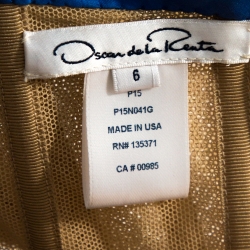 Oscar de la Renta
6
P15
P15N041G
MADE IN USA
RN# 135371
CA # 00985